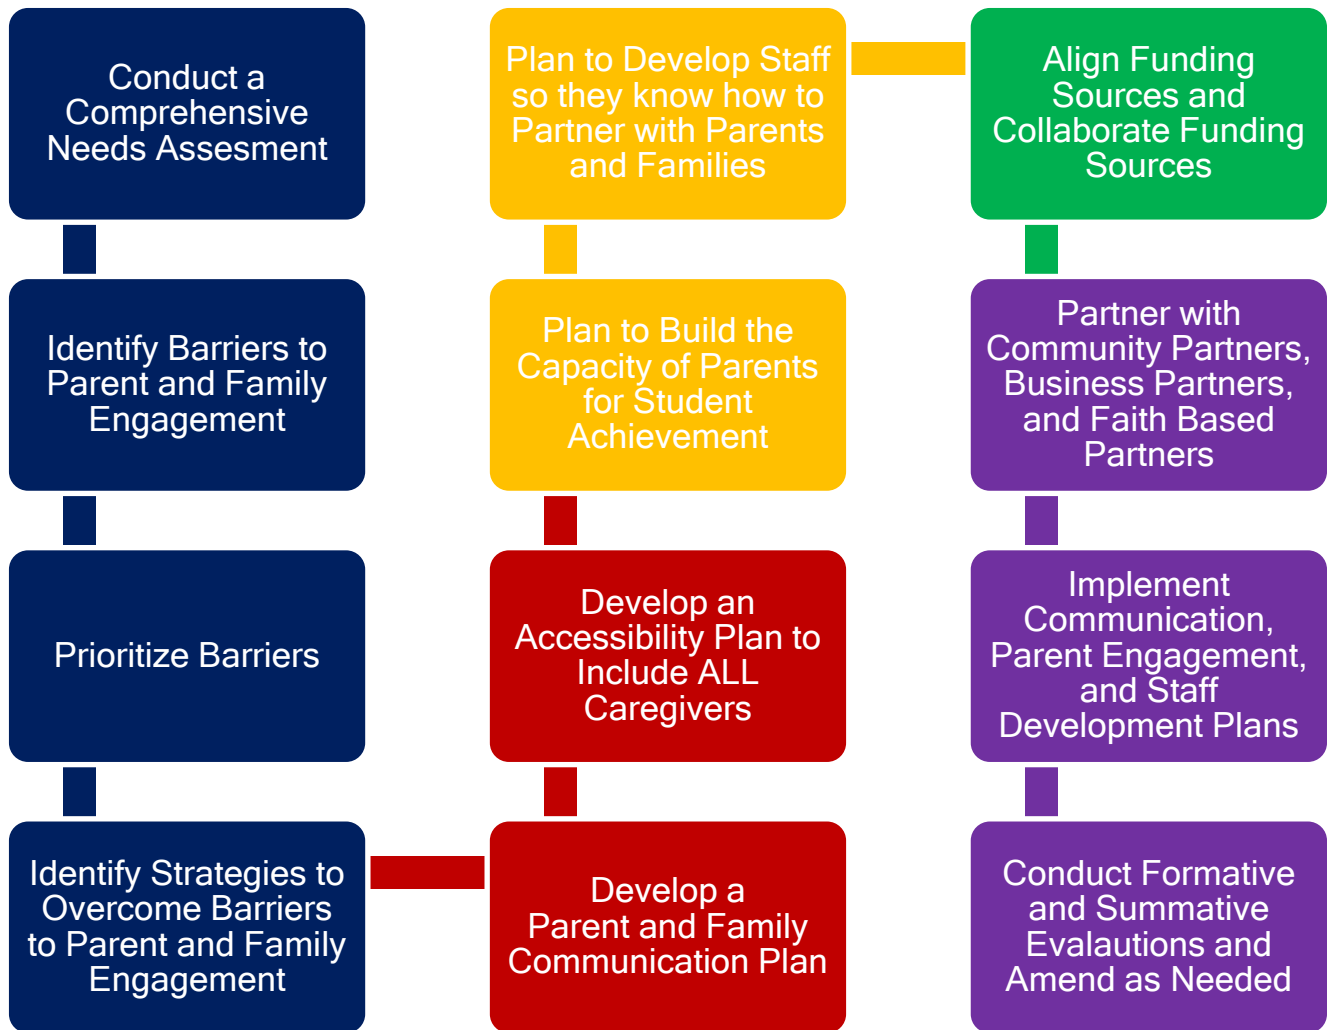 Conduct a
Comprehensive
Needs Assesment
Identify Barriers to
Parent and Family
Engagement
Prioritize Barriers
Identify Strategies to
Overcome Barriers
to Parent and Family
Engagement
Develop a
Parent and Family
Communication Plan
Develop an
Accessibility Plan to
Include ALL
Caregivers
Plan to Build the
Capacity of Parents
for Student
Achievement
Plan to Develop Staff
so they know how to
Partner with Parents
and Families
Align Funding
Sources and
Collaborate Funding
Sources
Partner with
Community Partners,
Business Partners,
and Faith Based
Partners
Implement
Communication,
Parent Engagement,
and Staff
Development Plans
Conduct Formative
and Summative
Evalautions and
Amend as Needed